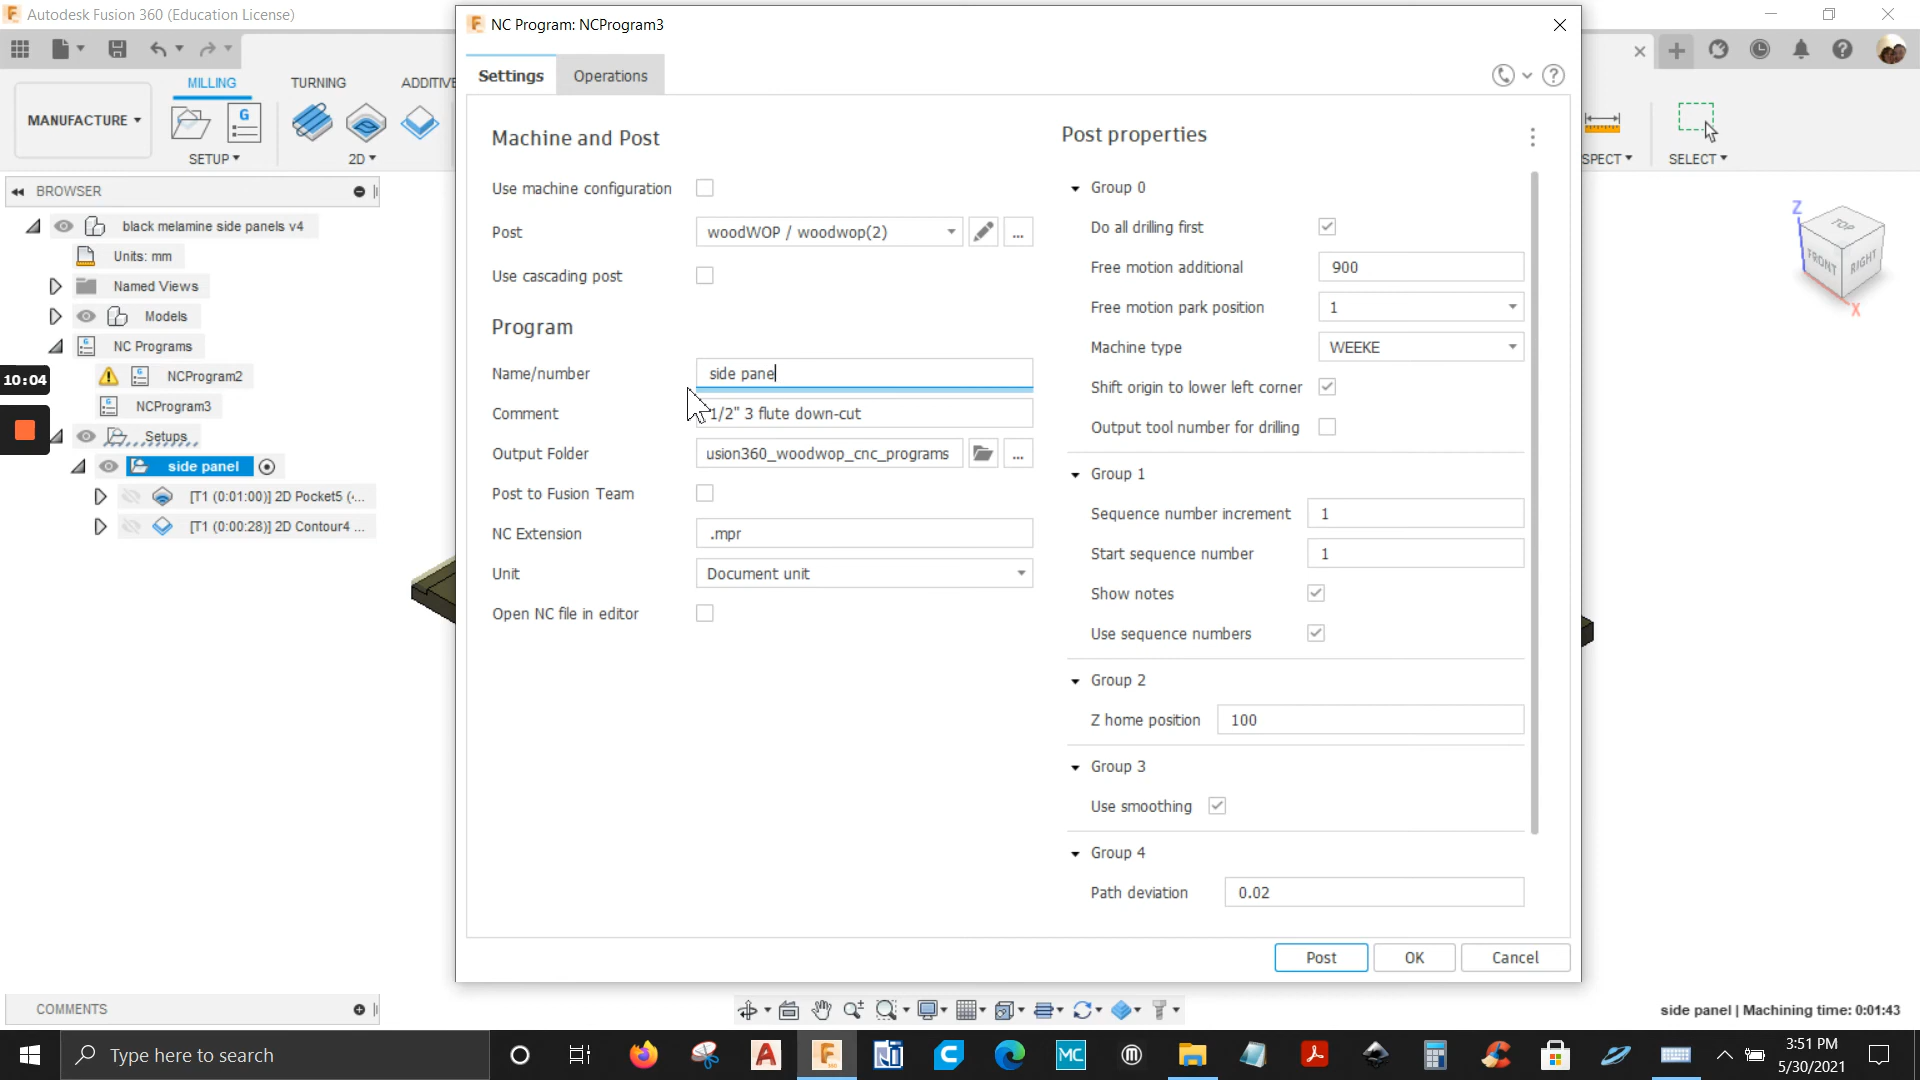 Autodesk Fusion 360 (Education License)
NC Program: NCProgram3
Settings
Operations
MILLING
TURNING
ADDITIVE
MANUFACTURE
SETUP
2D
SPECT
SELECT
BROWSER
black melamine side panels v4
Units: mm
Named Views
Models
NC Programs
NCProgram2
NCProgram3
Setups
side panel
[T1 (0:01:00)] 2D Pocket5 (-...
[T1 (0:00:28)] 2D Contour4 ...
10:04
Machine and Post
Use machine configuration
Post
woodWOP / woodwop(2)
...
Use cascading post
Program
Name/number
side pane
Comment
1/2" 3 flute down-cut
Output Folder
usion360_woodwop_cnc_programs
...
Post to Fusion Team
NC Extension
.mpr
Unit
Document unit
Open NC file in editor
Post properties
Group 0
Do all drilling first
Free motion additional
900
Free motion park position
1
Machine type
WEEKE
Shift origin to lower left corner
Output tool number for drilling
Group 1
Sequence number increment
1
Start sequence number
1
Show notes
Use sequence numbers
Group 2
Z home position
100
Group 3
Use smoothing
Group 4
Path deviation
0.02
Post
OK
Cancel
Z
TOP
FRONT
RIGHT
X
COMMENTS
side panel | Machining time: 0:01:43
Type here to search
MC
3:51 PM
5/30/2021